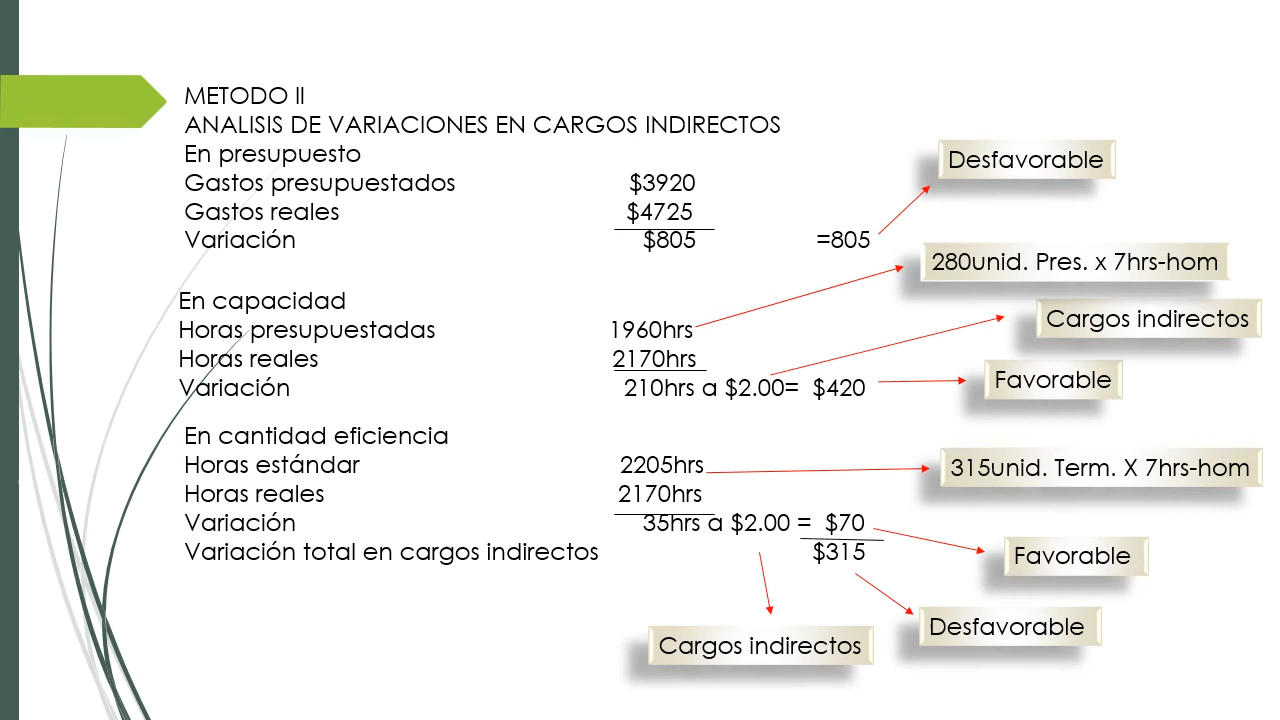 METODO II
ANALISIS DE VARIACIONES EN CARGOS INDIRECTOS
En presupuesto
Desfavorable
Gastos presupuestados $3920
Gastos reales $4725
Variación $805 =805
280unid. Pres. x 7hrs-hom
En capacidad
Cargos indirectos
Horas presupuestadas 1960hrs
Horas reales 2170hrs
Variación 210hrs a $2.00= $420
Favorable
En cantidad eficiencia
Horas estándar 2205hrs
315unid. Term. X 7hrs-hom
Horas reales 2170hrs
Variación 35hrs a $2.00 = $70
Variación total en cargos indirectos $315
Favorable
Desfavorable
Cargos indirectos